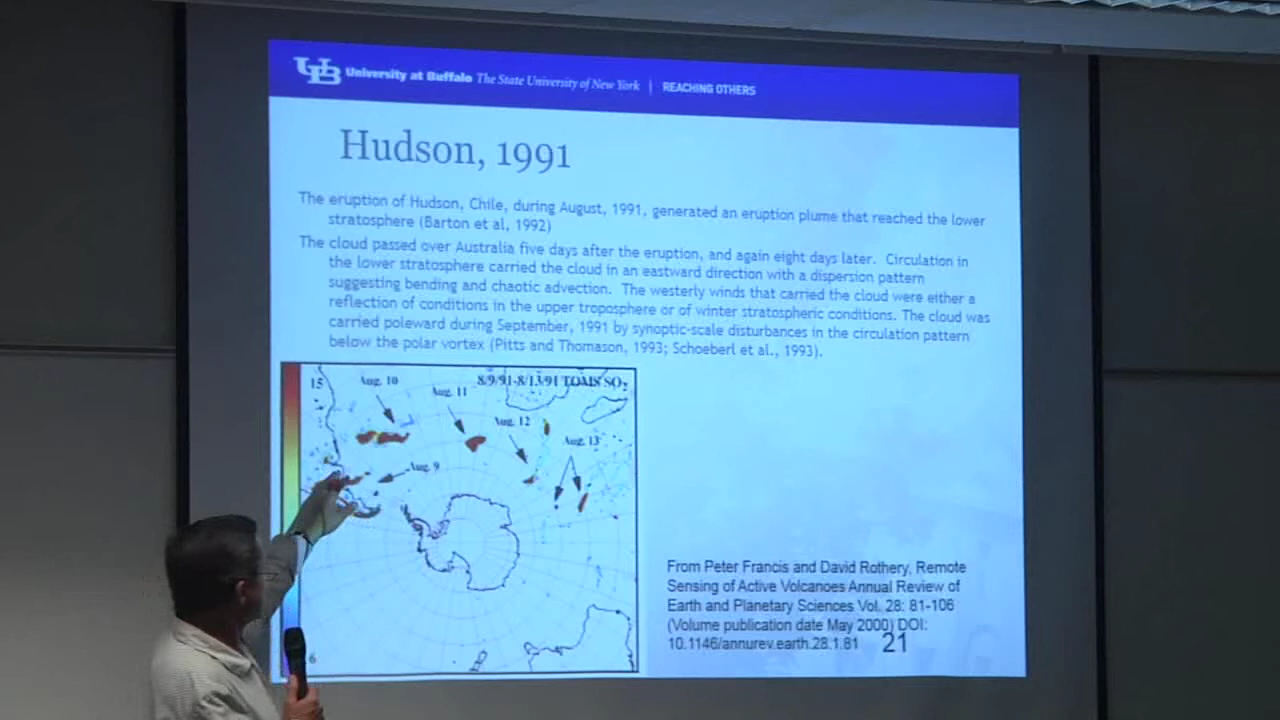 UB University at Buffalo The State University of New York | REACHING OTHERS
Hudson, 1991
The eruption of Hudson, Chile, during August, 1991, generated an eruption plume that reached the lower
stratosphere (Barton et al, 1992)
The cloud passed over Australia five days after the eruption, and again eight days later. Circulation in
the lower stratosphere carried the cloud in an eastward direction with a dispersion pattern
suggesting bending and chaotic advection. The westerly winds that carried the cloud were either a
reflection of conditions in the upper troposphere or of winter stratospheric conditions. The cloud was
carried poleward during September, 1991 by synoptic-scale disturbances in the circulation pattern
below the polar vortex (Pitts and Thomason, 1993; Schoeberl et al., 1993).
15
Aug. 10
8/9/91-8/13/91 TOMS SO2
Aug. 11
Aug. 12
Aug. 13
Aug. 9
6
From Peter Francis and David Rothery, Remote
Sensing of Active Volcanoes Annual Review of
Earth and Planetary Sciences Vol. 28: 81-106
(Volume publication date May 2000) DOI:
10.1146/annurev.earth.28.1.81
21